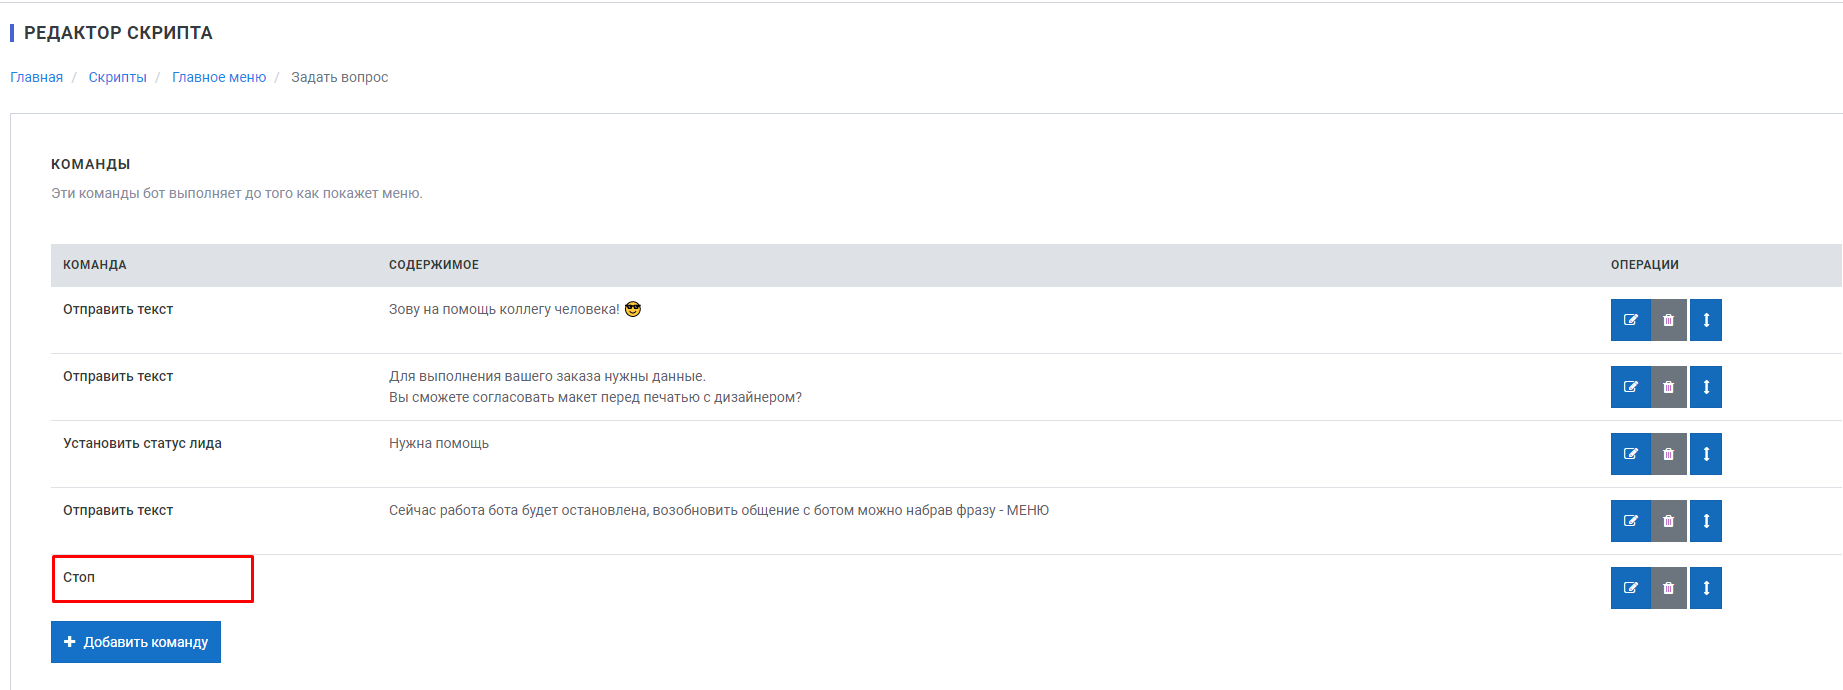 РЕДАКТОР СКРИПТА
Главная / Скрипты / Главное меню / Задать вопрос
КОМАНДЫ
Эти команды бот выполняет до того как покажет меню.
КОМАНДА СОДЕРЖИМОЕ ОПЕРАЦИИ
Отправить текст Зову на помощь коллегу человека! 😎
Отправить текст Для выполнения вашего заказа нужны данные.
Вы сможете согласовать макет перед печатью с дизайнером?
Установить статус лида Нужна помощь
Отправить текст Сейчас работа бота будет остановлена, возобновить общение с ботом можно набрав фразу - МЕНЮ
Стоп
Добавить команду